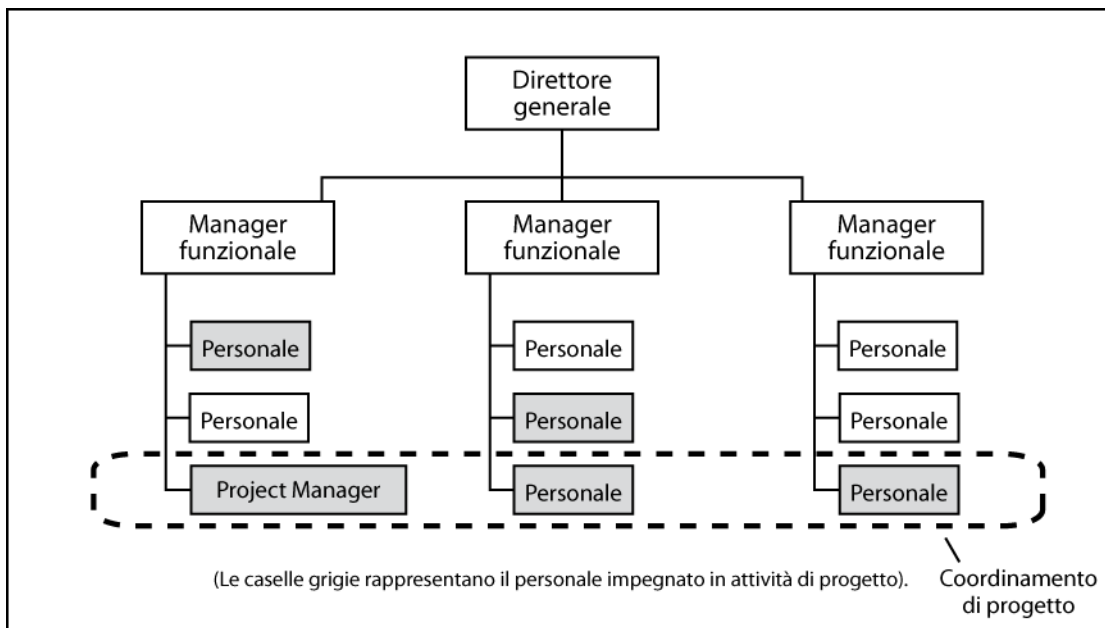 Direttore
generale
Manager
funzionale
Manager
funzionale
Manager
funzionale
Personale
Personale
Personale
Personale
Personale
Personale
Project Manager
Personale
Personale
(Le caselle grigie rappresentano il personale impegnato in attività di progetto).
Coordinamento
di progetto